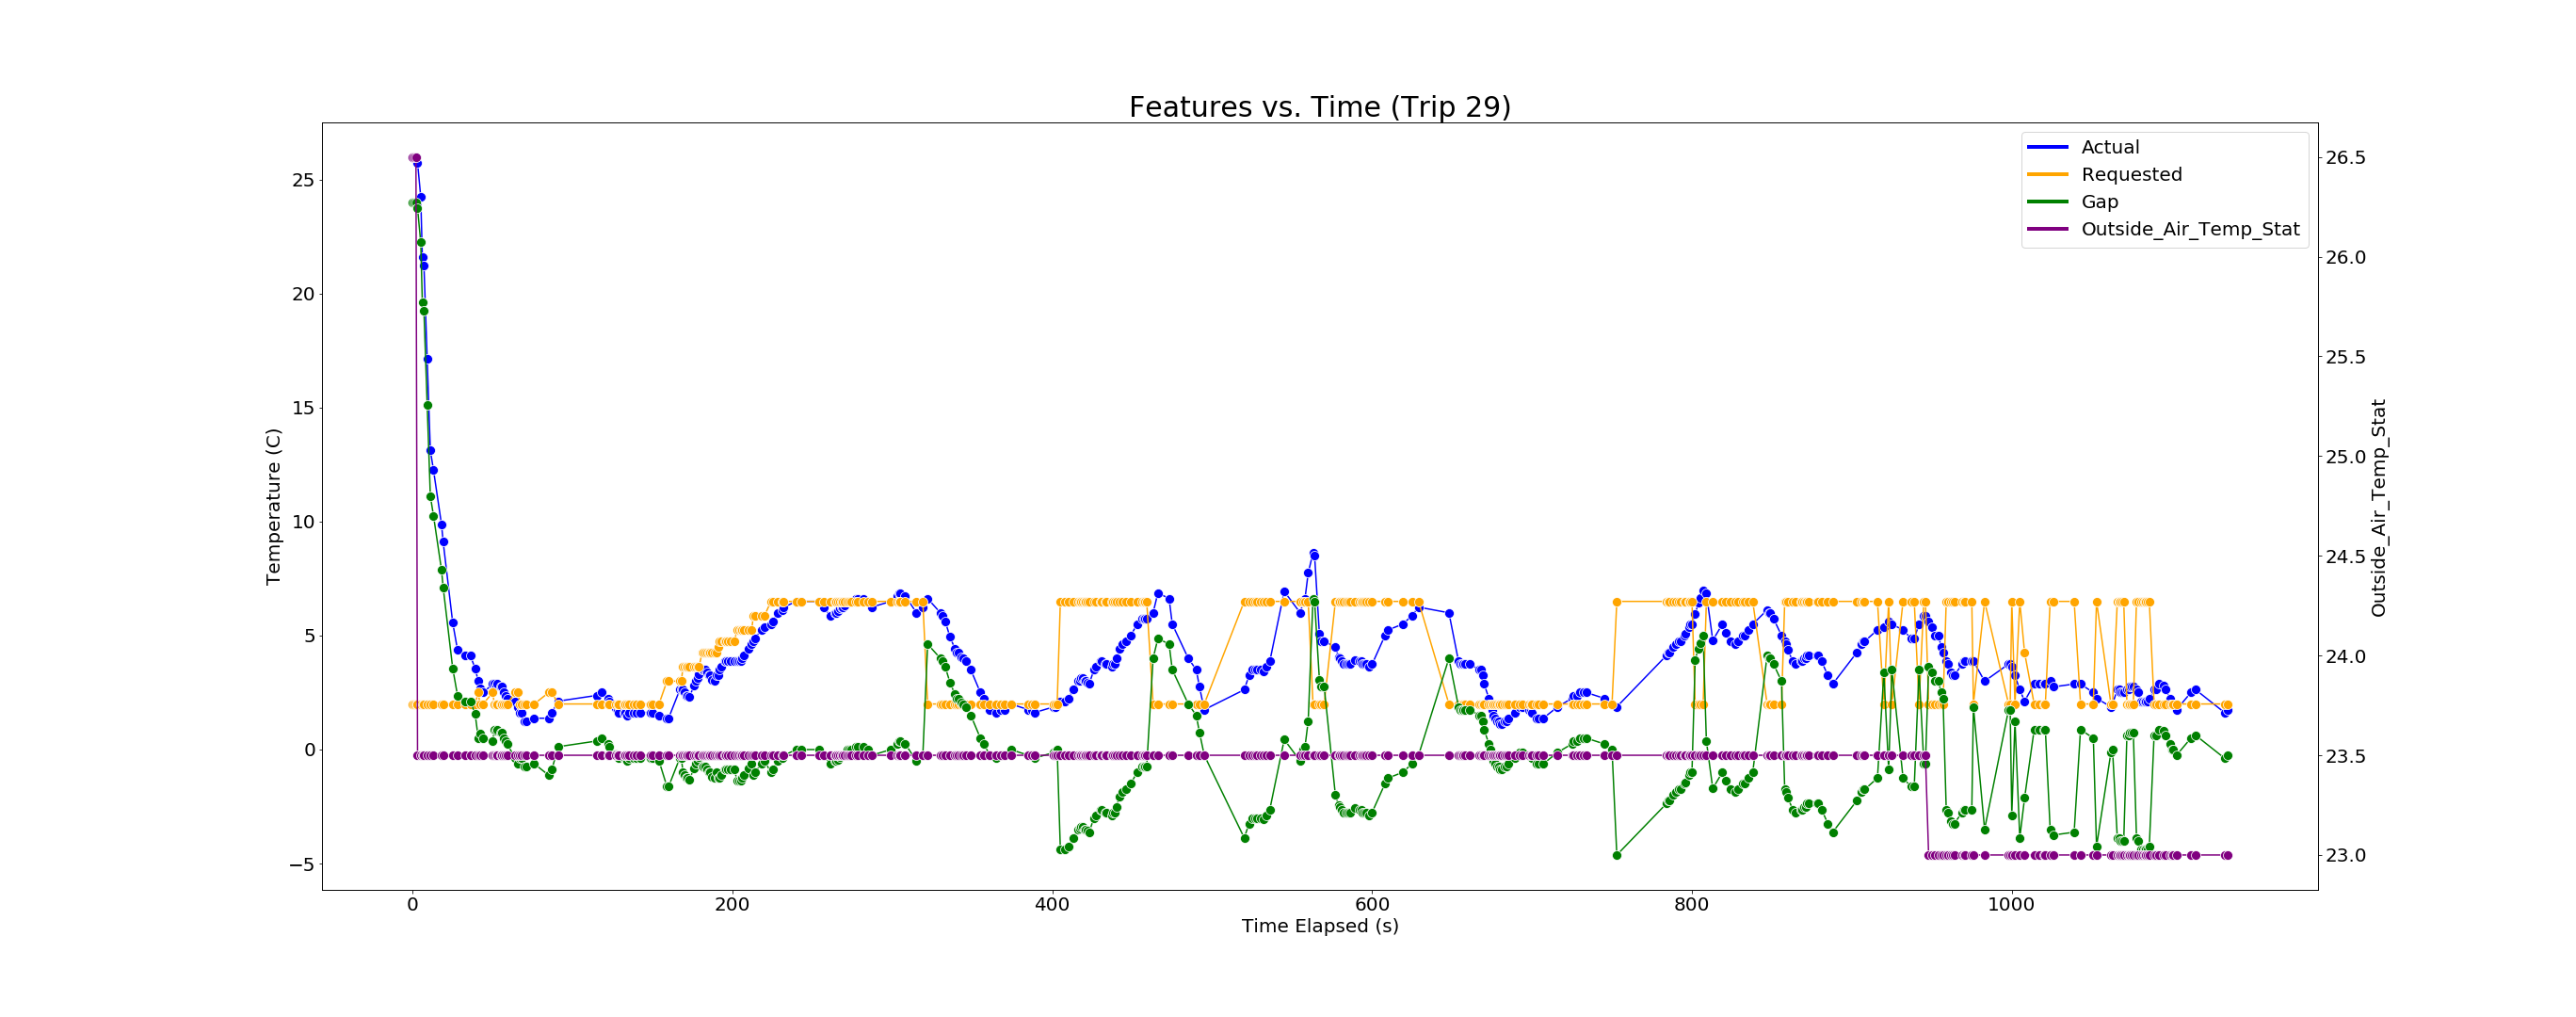 Features vs. Time (Trip 29)
Actual
Requested
Gap
Outside_Air_Temp_Stat
Temperature (C)
25
20
15
10
5
0
−5
26.5
26.0
25.5
25.0
24.5
24.0
23.5
23.0
Outside_Air_Temp_Stat
0 200 400 600 800 1000
Time Elapsed (s)